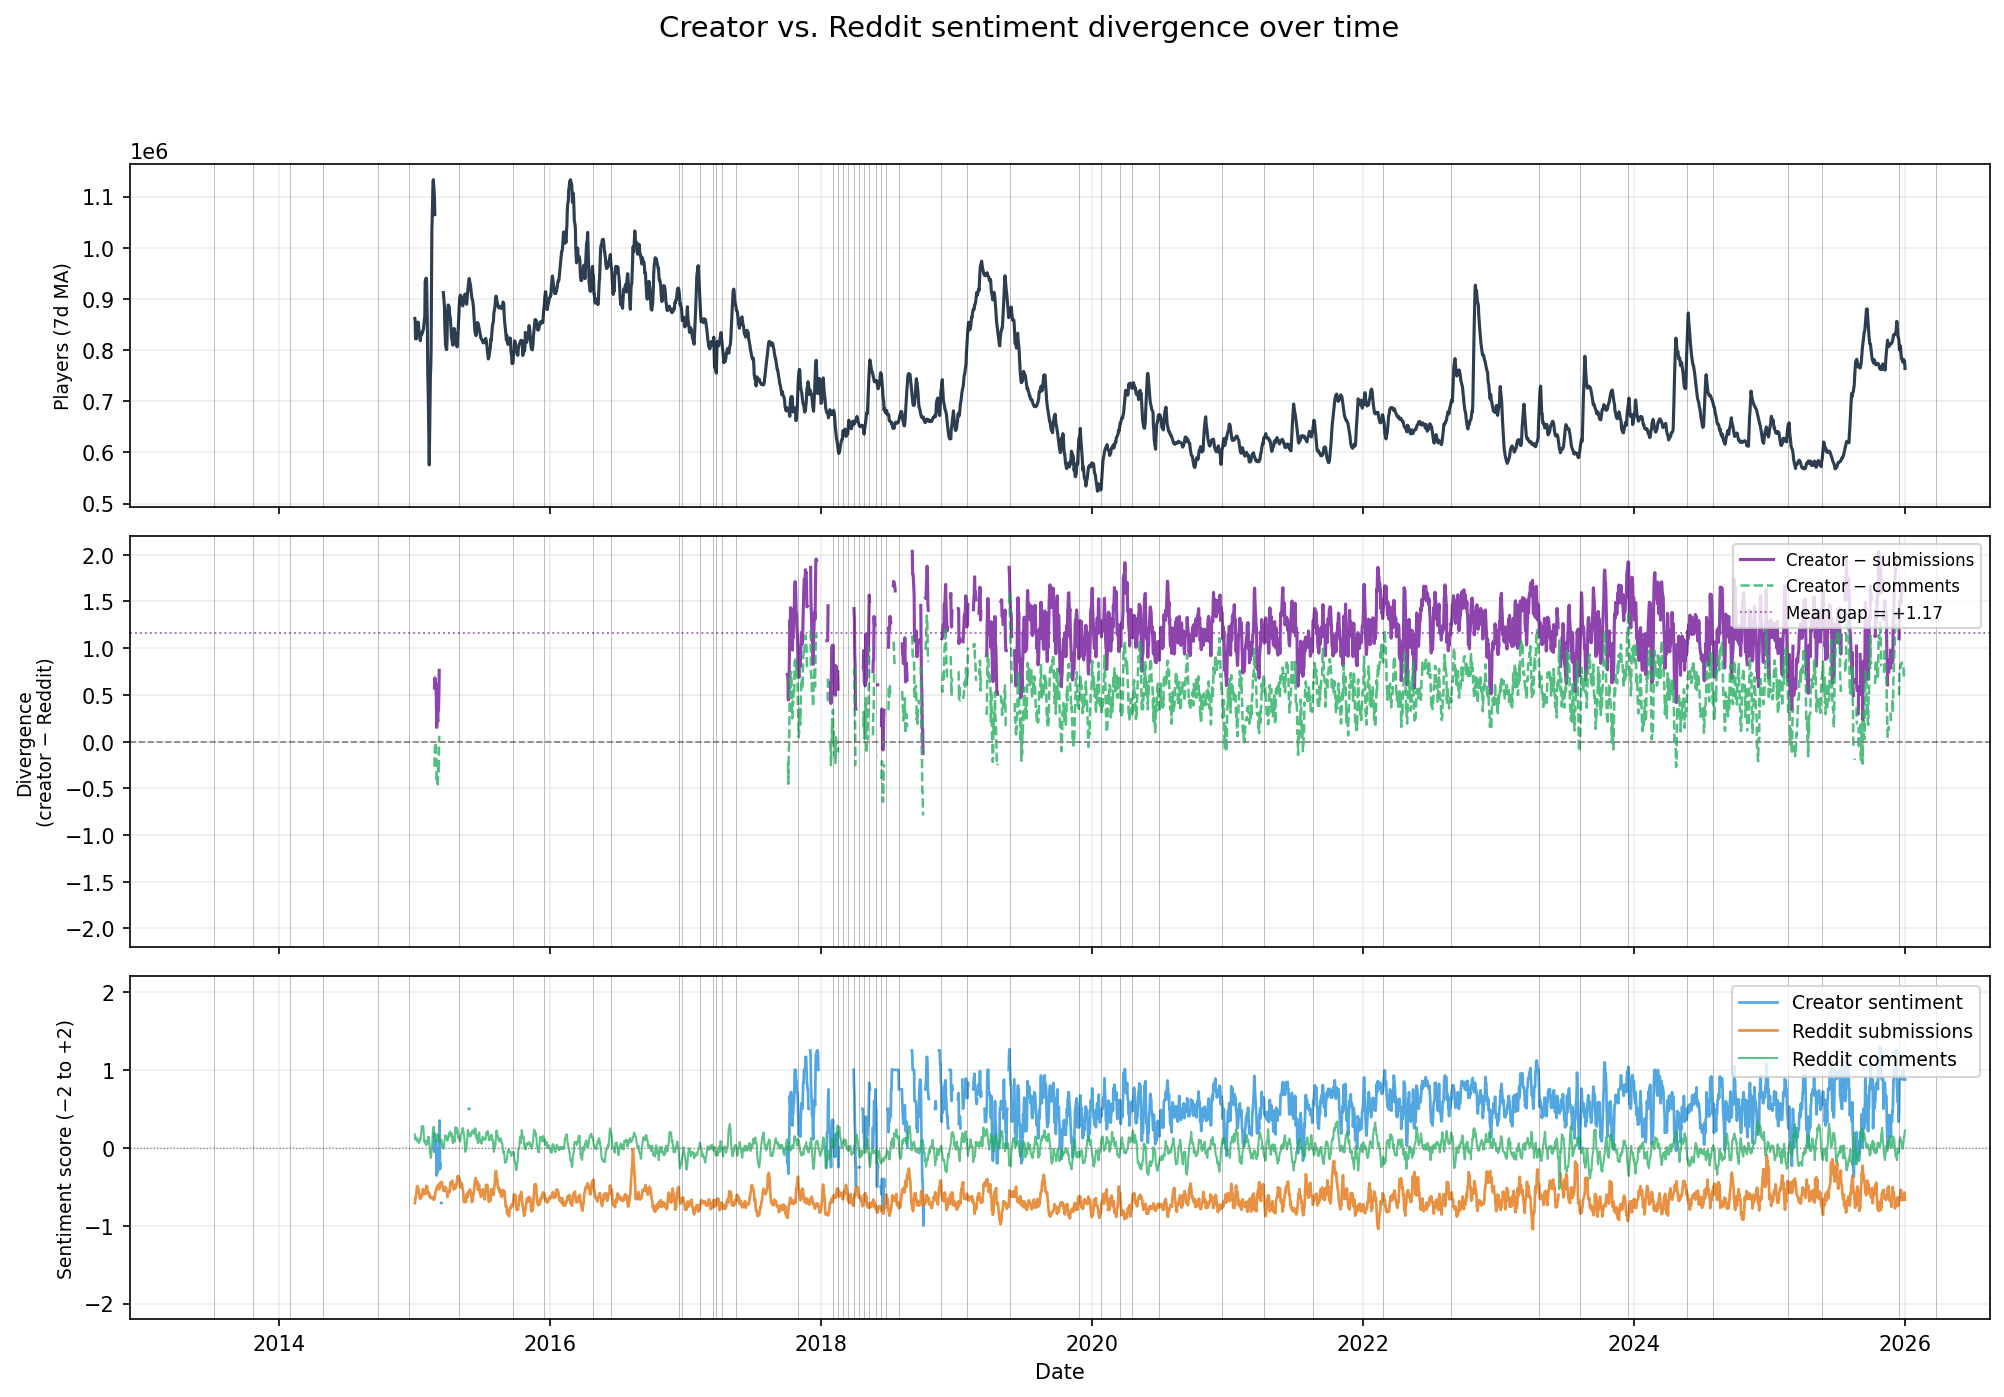 Creator vs. Reddit sentiment divergence over time
1e6
Players (7d MA)
1.1
1.0
0.9
0.8
0.7
0.6
0.5
Divergence
(creator − Reddit)
2.0
1.5
1.0
0.5
0.0
−0.5
−1.0
−1.5
−2.0
Creator − submissions
Creator − comments
Mean gap = +1.17
Sentiment score (−2 to +2)
2
1
0
−1
−2
Creator sentiment
Reddit submissions
Reddit comments
2014
2016
2018
2020
2022
2024
2026
Date